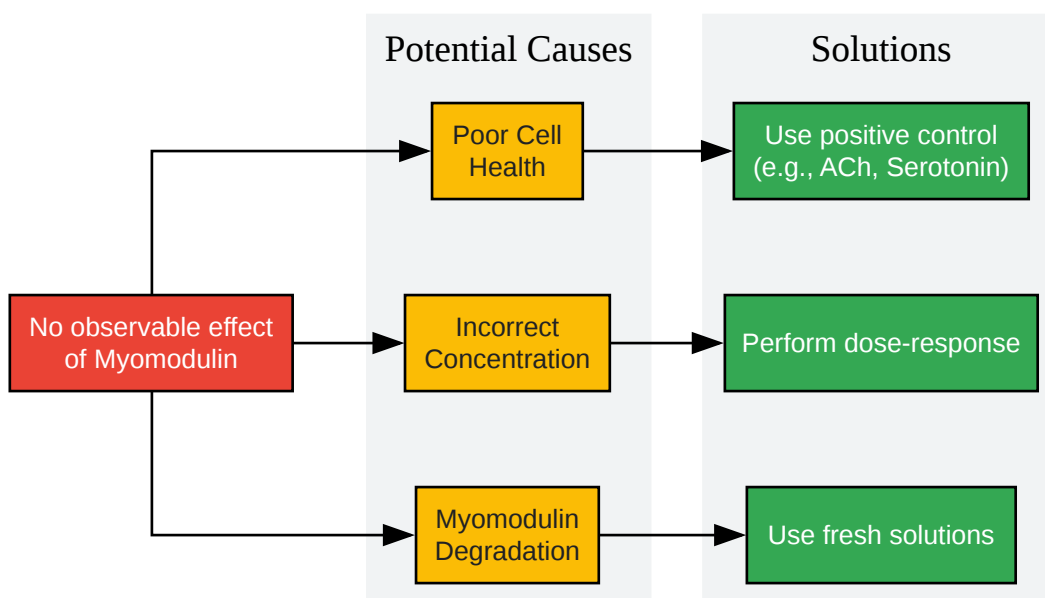 Potential Causes
Solutions
Poor Cell
Health
Use positive control
(e.g., ACh, Serotonin)
No observable effect
of Myomodulin
Incorrect
Concentration
Perform dose-response
Myomodulin
Degradation
Use fresh solutions